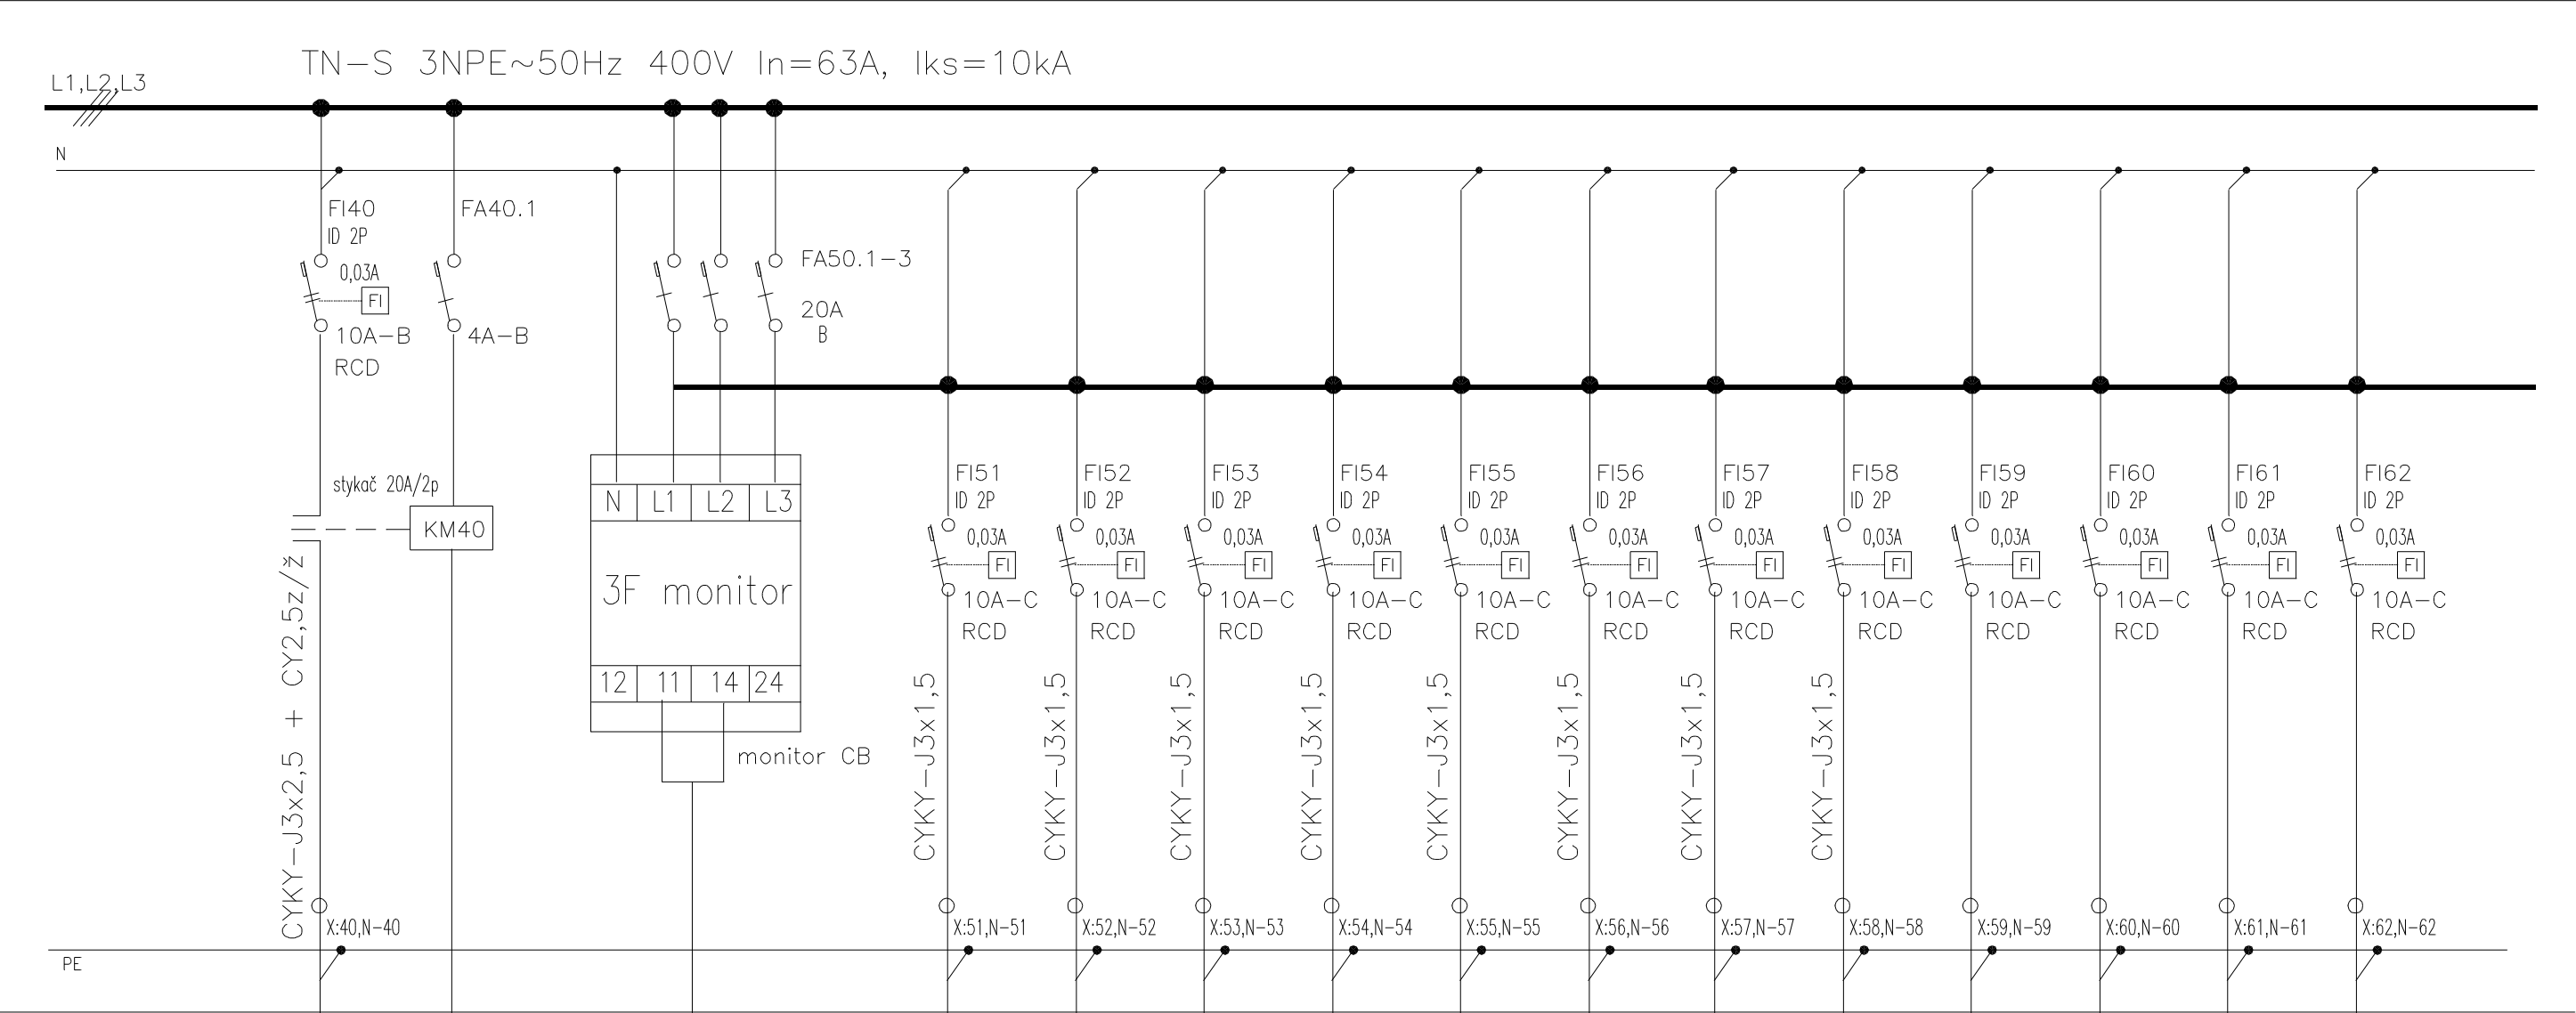 TN-S 3NPE~50Hz 400V In=63A, Iks=10kA
L1,L2,L3
N
FI40
ID 2P
0,03A
FI
10A-B
RCD
FA40.1
4A-B
FA50.1-3
20A
B
stykač 20A/2p
KM40
CYKY-J3x2,5 + CY2,5z/ž
N L1 L2 L3
3F monitor
12 11 14 24
monitor CB
FI51
ID 2P
0,03A
FI
10A-C
RCD
CYKY-J3x1,5
FI52
ID 2P
0,03A
FI
10A-C
RCD
CYKY-J3x1,5
FI53
ID 2P
0,03A
FI
10A-C
RCD
CYKY-J3x1,5
FI54
ID 2P
0,03A
FI
10A-C
RCD
CYKY-J3x1,5
FI55
ID 2P
0,03A
FI
10A-C
RCD
CYKY-J3x1,5
FI56
ID 2P
0,03A
FI
10A-C
RCD
CYKY-J3x1,5
FI57
ID 2P
0,03A
FI
10A-C
RCD
CYKY-J3x1,5
FI58
ID 2P
0,03A
FI
10A-C
RCD
CYKY-J3x1,5
FI59
ID 2P
0,03A
FI
10A-C
RCD
FI60
ID 2P
0,03A
FI
10A-C
RCD
FI61
ID 2P
0,03A
FI
10A-C
RCD
FI62
ID 2P
0,03A
FI
10A-C
RCD
X:40,N-40
X:51,N-51
X:52,N-52
X:53,N-53
X:54,N-54
X:55,N-55
X:56,N-56
X:57,N-57
X:58,N-58
X:59,N-59
X:60,N-60
X:61,N-61
X:62,N-62
PE